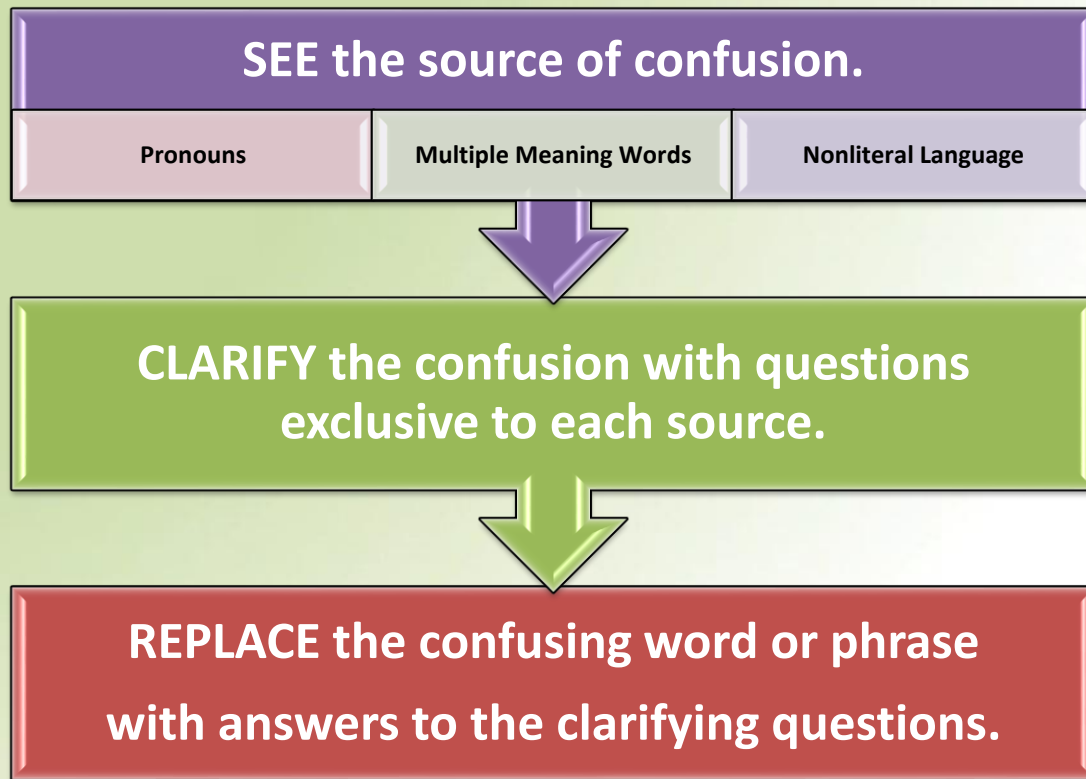 SEE the source of confusion.
Pronouns
Multiple Meaning Words
Nonliteral Language
CLARIFY the confusion with questions
exclusive to each source.
REPLACE the confusing word or phrase
with answers to the clarifying questions.